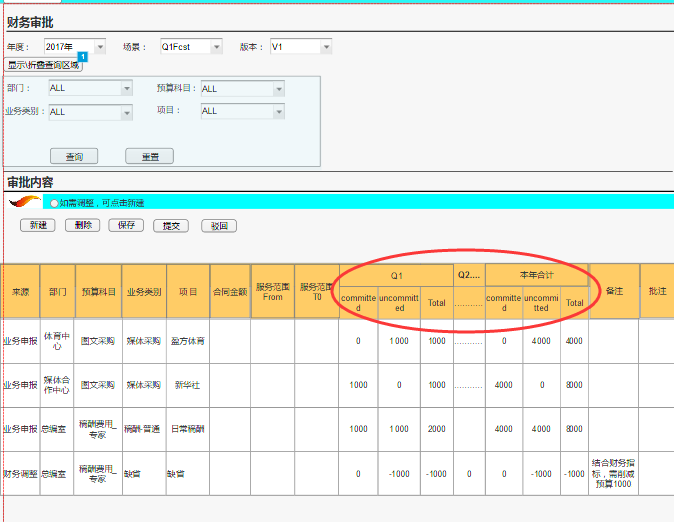 财务审批
年度： 2017年 场景： Q1Fcst 版本： V1
显示\折叠查询区域 1
部门： ALL 预算科目： ALL
业务类别： ALL 项目： ALL
查询 重置
审批内容
如需调整，可点击新建
新建 删除 保存 提交 驳回
来源 部门 预算科目 业务类别 项 目 合同金额 服务范围 From 服务范围 T0 Q1 Q2.... 本年合计 备注 批注
committed uncommitted Total ........... committed uncommitted Total
业务申报 体育中心 图文采购 媒体采购 盈方体育 0 1000 1000 ........... 0 4000 4000
业务申报 媒体合作中心 图文采购 媒体采购 新华社 1000 0 1000 ........... 4000 0 8000
业务申报 总编室 稿酬费用_专家 稿酬-普通 日常稿酬 1000 1000 2000 4000 4000 8000
财务调整 总编室 稿酬费用_专家 缺省 缺省 0 -1000 -1000 0 0 -1000 -1000 结合财务指标，需削减预算1000